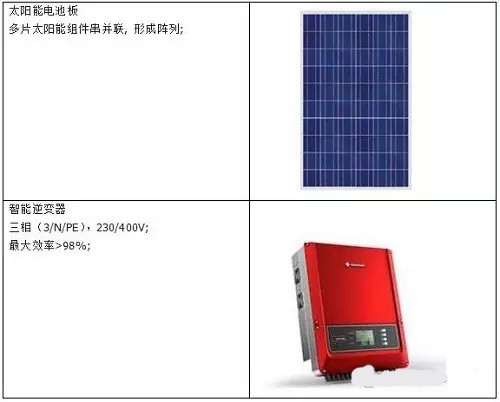 太阳能电池板
多片太阳能组件串并联, 形成阵列;
智能逆变器
三相（3/N/PE），230/400V;
最大效率>98%;